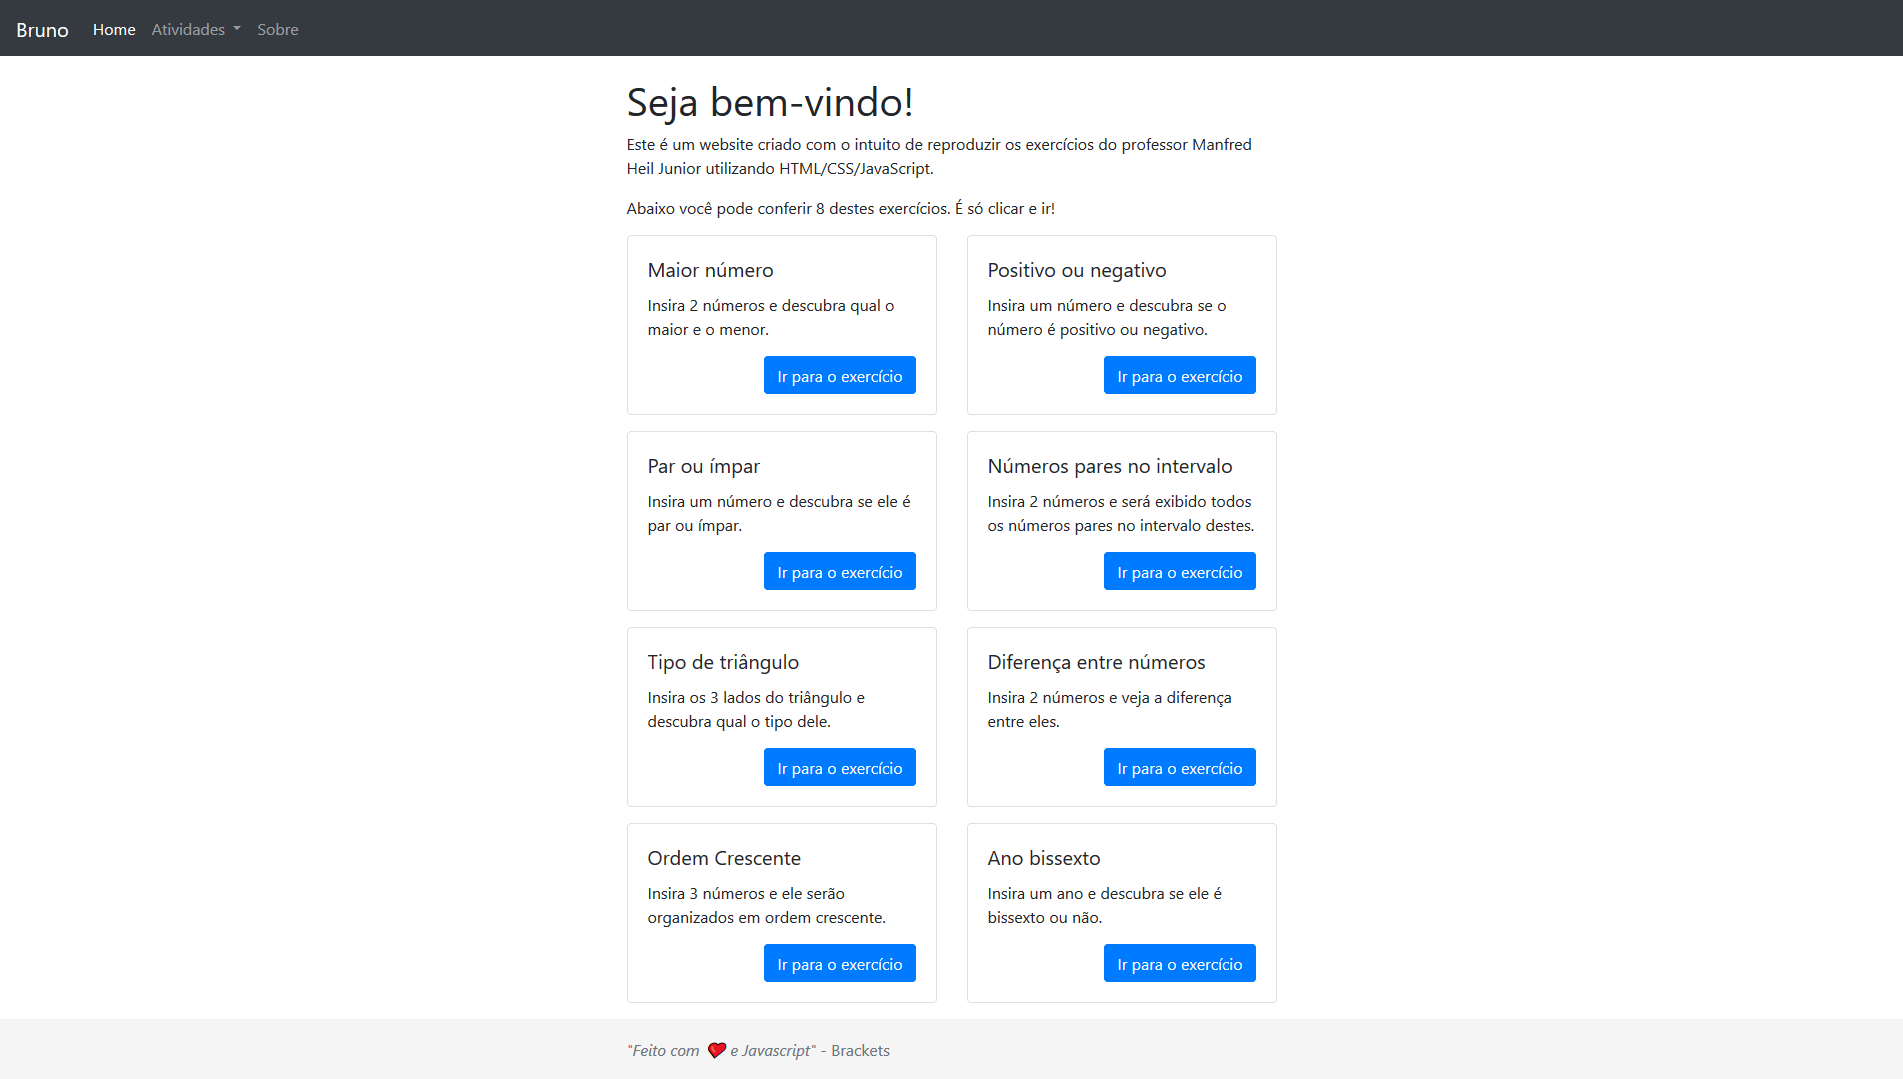 Bruno Home Atividades Sobre
Seja bem-vindo!
Este é um website criado com o intuito de reproduzir os exercícios do professor Manfred
Heil Junior utilizando HTML/CSS/JavaScript.
Abaixo você pode conferir 8 destes exercícios. É só clicar e ir!
Maior número
Insira 2 números e descubra qual o
maior e o menor.
Ir para o exercício
Positivo ou negativo
Insira um número e descubra se o
número é positivo ou negativo.
Ir para o exercício
Par ou ímpar
Insira um número e descubra se ele é
par ou ímpar.
Ir para o exercício
Números pares no intervalo
Insira 2 números e será exibido todos
os números pares no intervalo destes.
Ir para o exercício
Tipo de triângulo
Insira os 3 lados do triângulo e
descubra qual o tipo dele.
Ir para o exercício
Diferença entre números
Insira 2 números e veja a diferença
entre eles.
Ir para o exercício
Ordem Crescente
Insira 3 números e ele serão
organizados em ordem crescente.
Ir para o exercício
Ano bissexto
Insira um ano e descubra se ele é
bissexto ou não.
Ir para o exercício
"Feito com ❤ e Javascript" - Brackets